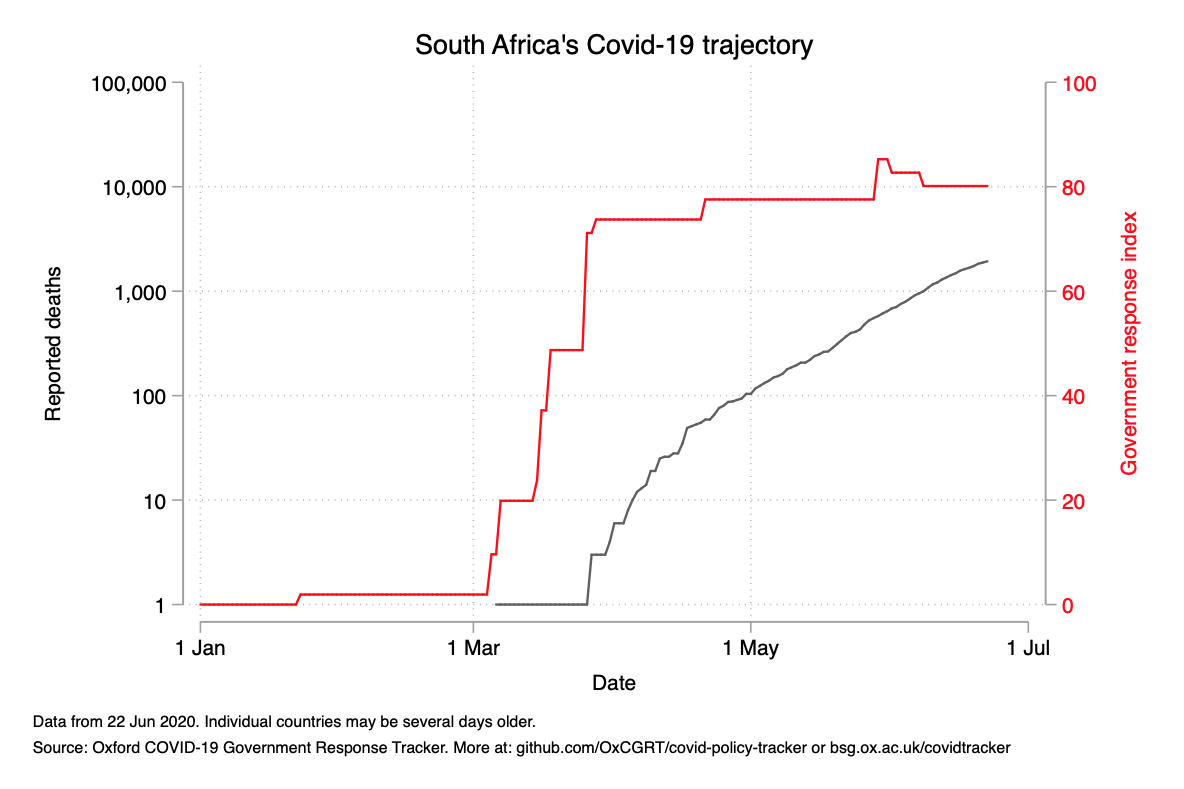 South Africa's Covid-19 trajectory
100,000
10,000
1,000
100
10
1
Reported deaths
100
80
60
40
20
0
Government response index
1 Jan
1 Mar
1 May
1 Jul
Date
Data from 22 Jun 2020. Individual countries may be several days older.
Source: Oxford COVID-19 Government Response Tracker. More at: github.com/OxCGRT/covid-policy-tracker or bsg.ox.ac.uk/covidtracker